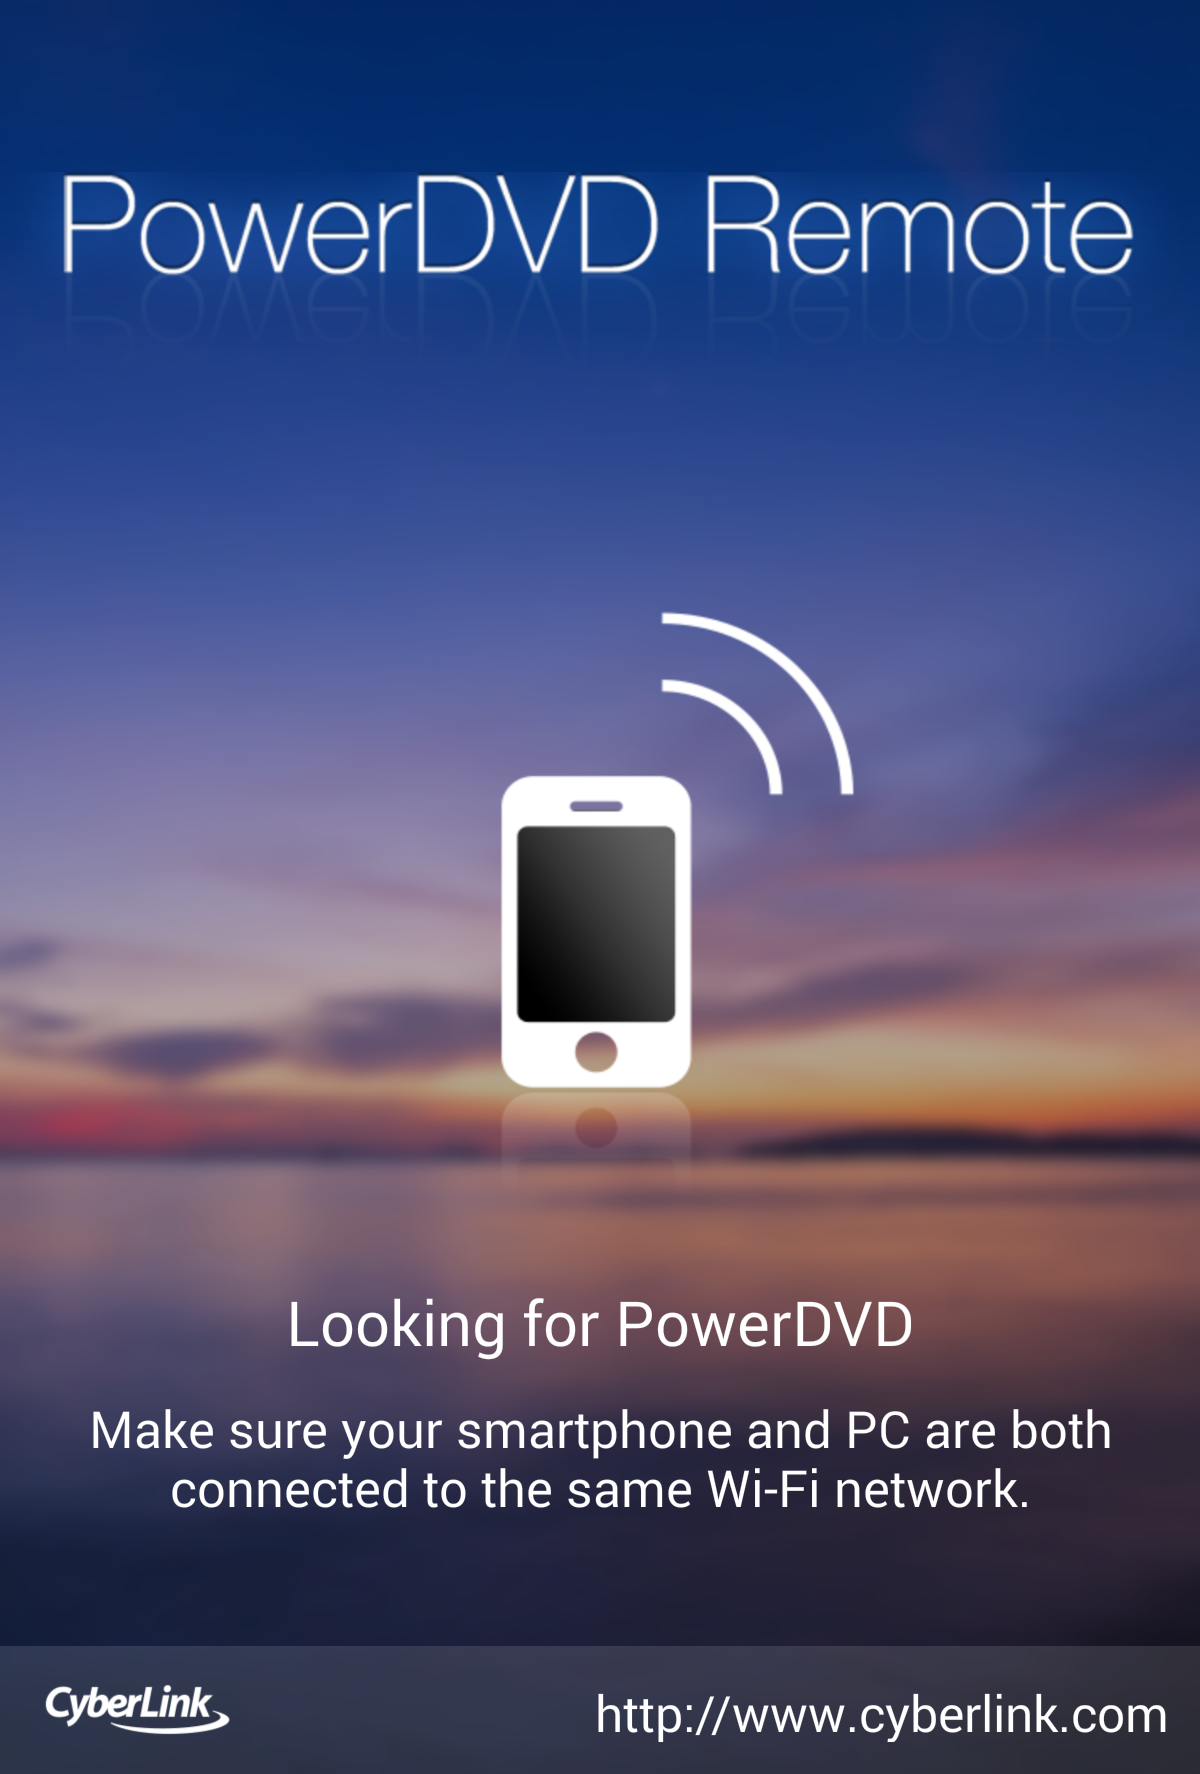 PowerDVD Remote
Looking for PowerDVD
Make sure your smartphone and PC are both
connected to the same Wi-Fi network.
CyberLink
http://www.cyberlink.com